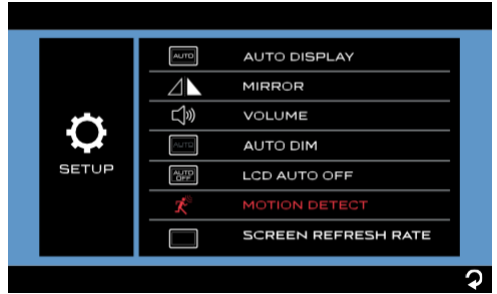 SETUP
AUTO AUTO DISPLAY
MIRROR
VOLUME
AUTO AUTO DIM
AUTO OFF LCD AUTO OFF
MOTION DETECT
SCREEN REFRESH RATE